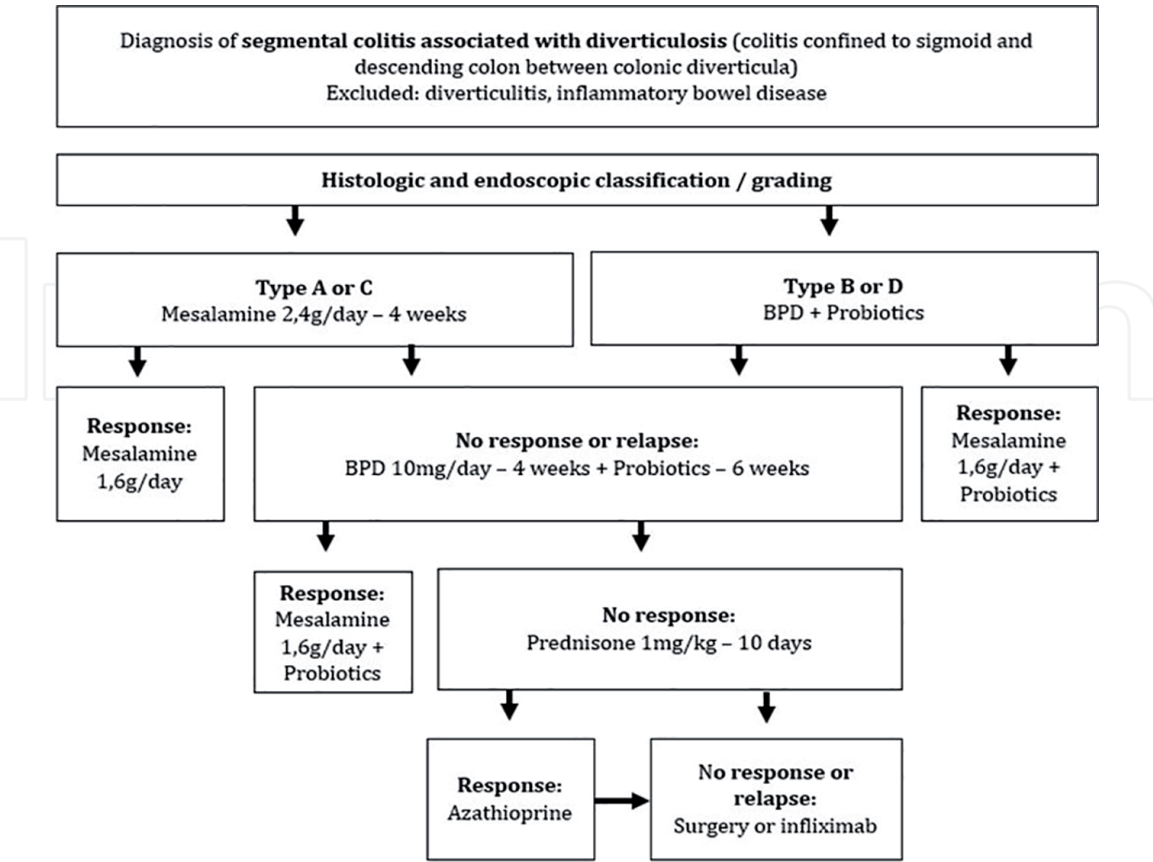 Diagnosis of segmental colitis associated with diverticulosis (colitis confined to sigmoid and
descending colon between colonic diverticula)
Excluded: diverticulitis, inflammatory bowel disease
Histologic and endoscopic classification / grading
Type A or C
Mesalamine 2,4g/day – 4 weeks
Type B or D
BPD + Probiotics
Response:
Mesalamine
1,6g/day
No response or relapse:
BPD 10mg/day – 4 weeks + Probiotics – 6 weeks
Response:
Mesalamine
1,6g/day +
Probiotics
Response:
Mesalamine
1,6g/day +
Probiotics
No response:
Prednisone 1mg/kg – 10 days
Response:
Azathioprine
No response or
relapse:
Surgery or infliximab